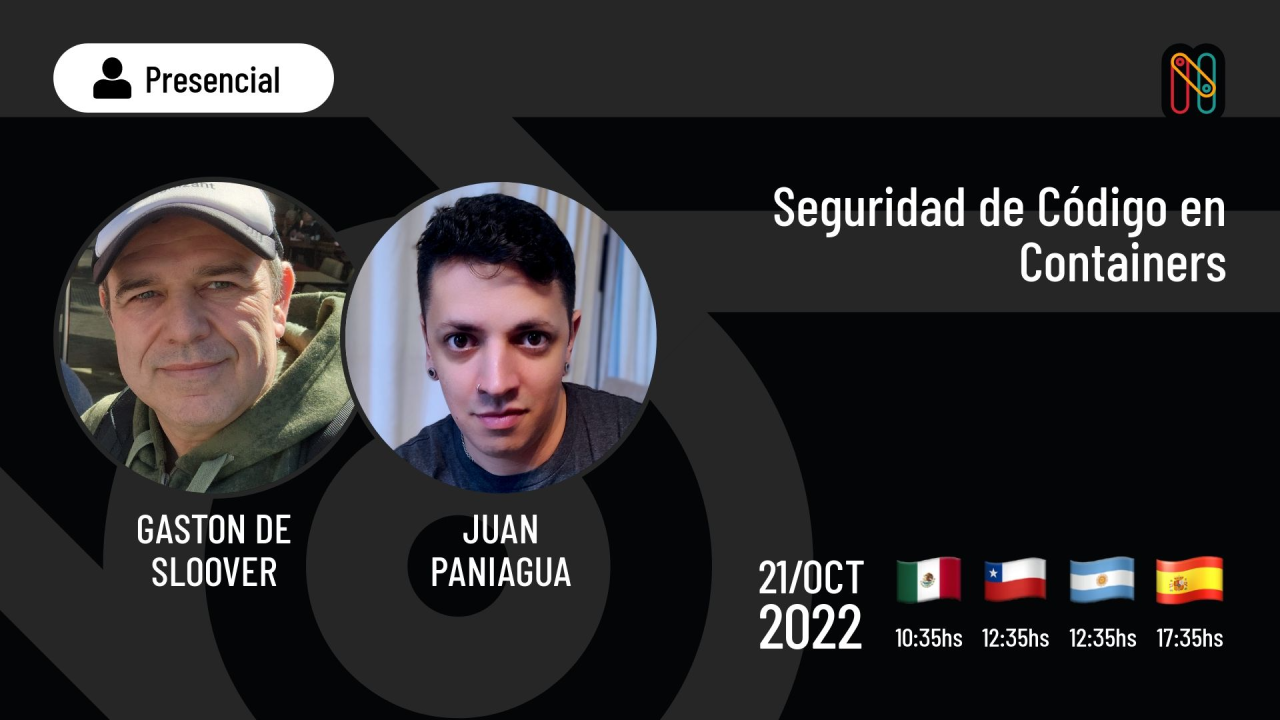 Presencial
Seguridad de Código en
Containers
GASTON DE
SLOOVER
JUAN
PANIAGUA
21/OCT
2022
10:35hs 12:35hs 12:35hs 17:35hs